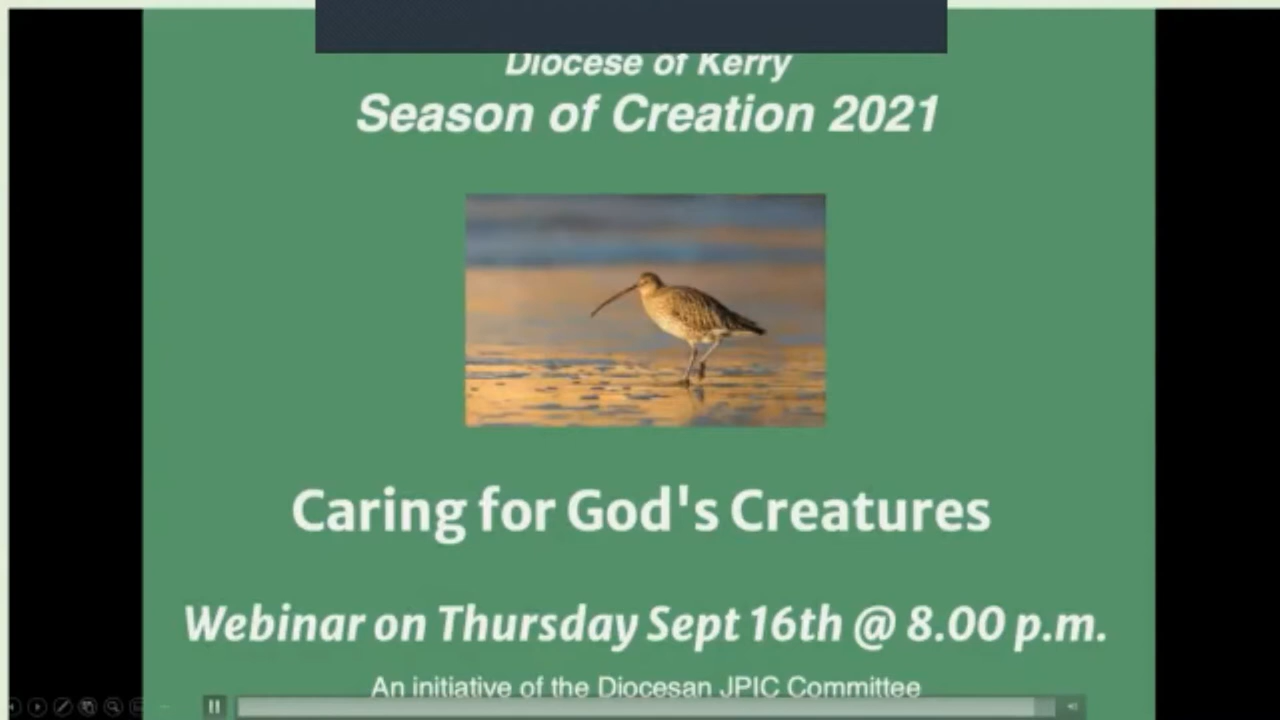 Diocese of Kerry
Season of Creation 2021
Caring for God's Creatures
Webinar on Thursday Sept 16th @ 8.00 p.m.
An initiative of the Diocesan JPIC Committee